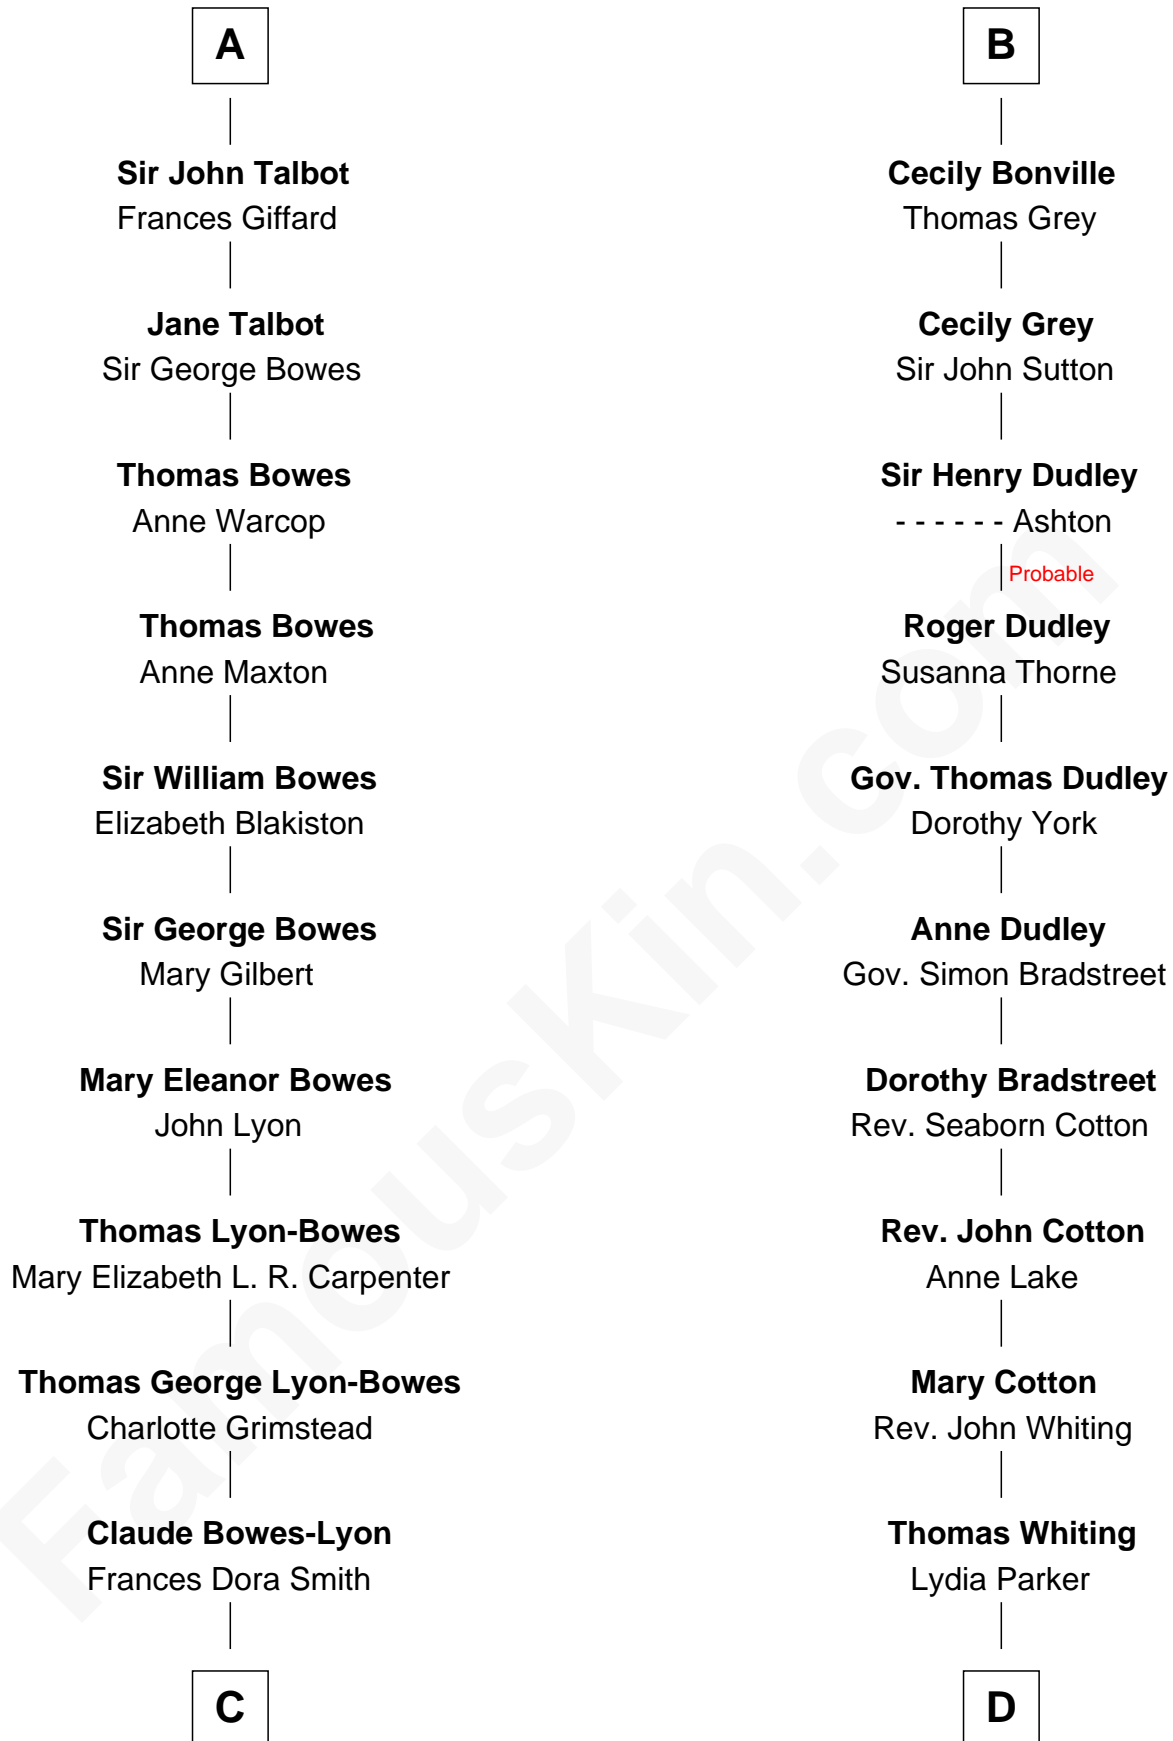 A
Sir John Talbot
Frances Giffard
Jane Talbot
Sir George Bowes
Thomas Bowes
Anne Warcop
Thomas Bowes
Anne Maxton
Sir William Bowes
Elizabeth Blakiston
Sir George Bowes
Mary Gilbert
Mary Eleanor Bowes
John Lyon
Thomas Lyon-Bowes
Mary Elizabeth L. R. Carpenter
Thomas George Lyon-Bowes
Charlotte Grimstead
Claude Bowes-Lyon
Frances Dora Smith
C
B
Cecily Bonville
Thomas Grey
Cecily Grey
Sir John Sutton
Sir Henry Dudley
- - - - - - Ashton
Probable
Roger Dudley
Susanna Thorne
Gov. Thomas Dudley
Dorothy York
Anne Dudley
Gov. Simon Bradstreet
Dorothy Bradstreet
Rev. Seaborn Cotton
Rev. John Cotton
Anne Lake
Mary Cotton
Rev. John Whiting
Thomas Whiting
Lydia Parker
D
FamousKin.com